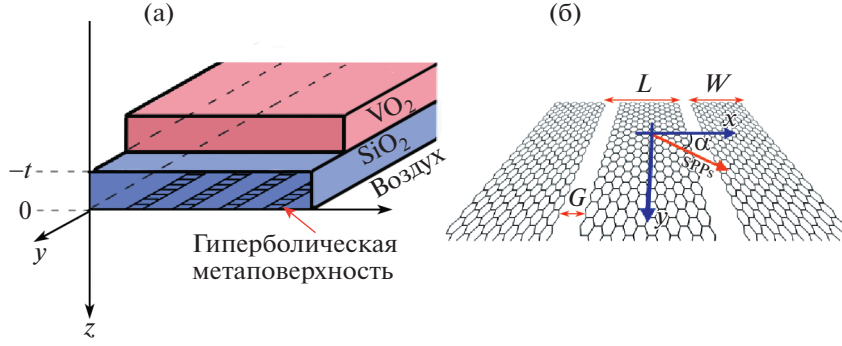 (а)
(б)
L
W
VO₂
x
α
SiO₂
SPPs
−t
Воздух
0
G
y
y
Гиперболическая
метаповерхность
z